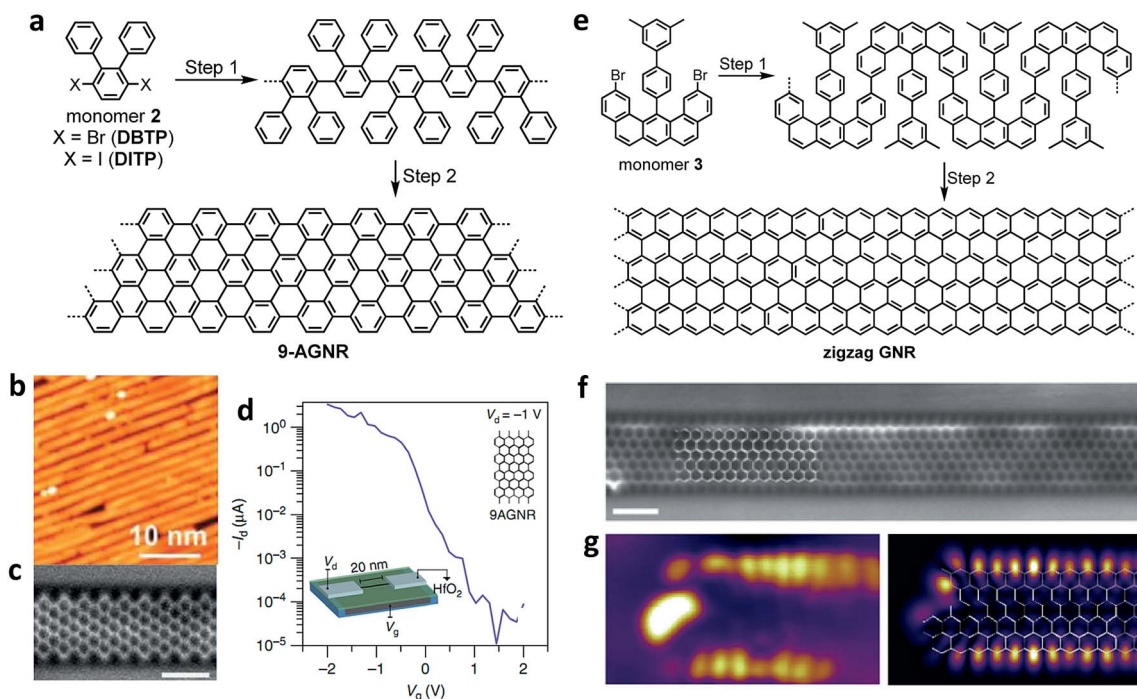 a
X
X
monomer 2
X = Br (DBTP)
X = I (DITP)
Step 1
Step 2
9-AGNR
b
10 nm
c
d
V_d = −1 V
9AGNR
−I_d (μA)
10⁰
10⁻¹
10⁻²
10⁻³
10⁻⁴
10⁻⁵
V_d
20 nm
HfO₂
V_g
−2
−1
0
1
2
V_g (V)
e
Br
Br
monomer 3
Step 1
Step 2
zigzag GNR
f
g